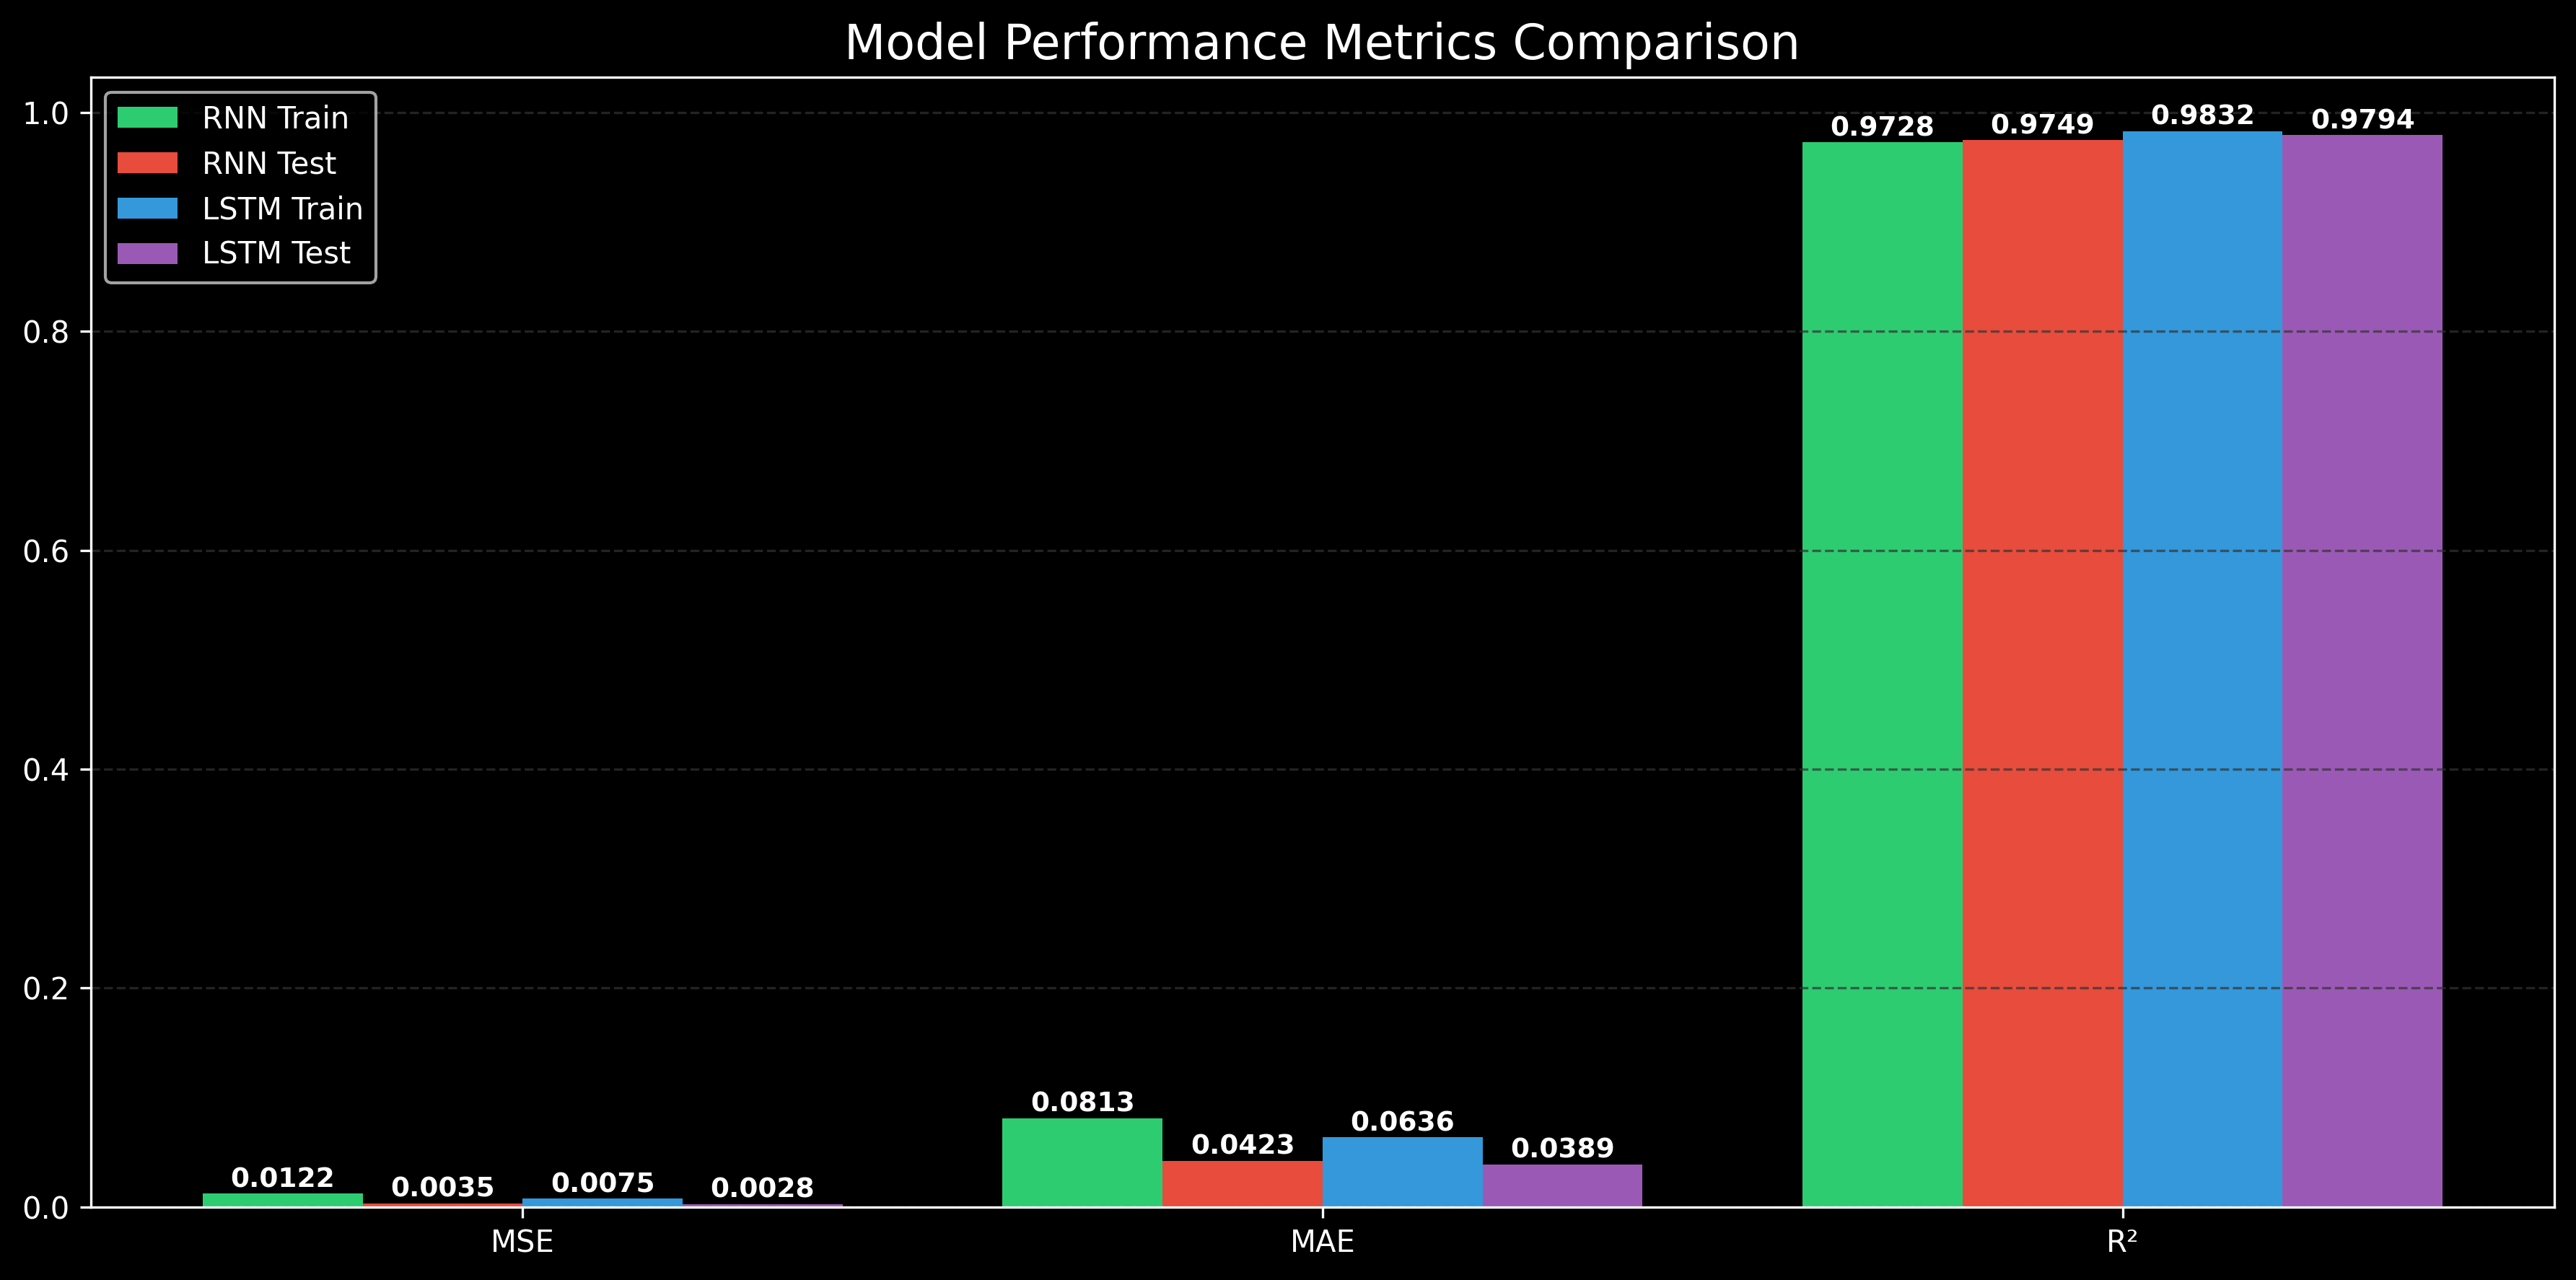 Model Performance Metrics Comparison
RNN Train
RNN Test
LSTM Train
LSTM Test
1.0
0.8
0.6
0.4
0.2
0.0
0.0122
0.0035
0.0075
0.0028
0.0813
0.0423
0.0636
0.0389
0.9728
0.9749
0.9832
0.9794
MSE
MAE
R²